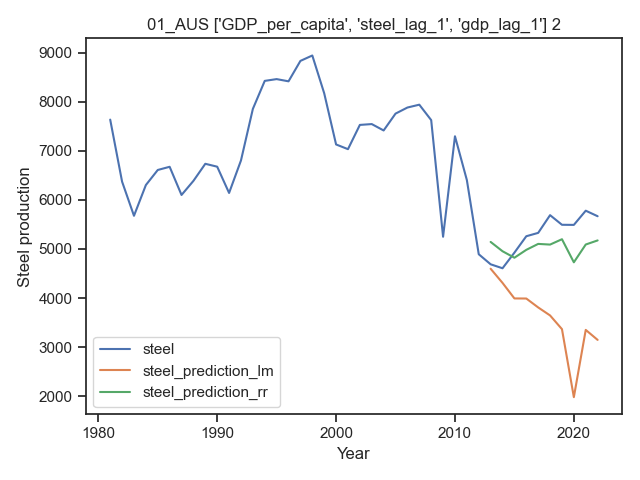 01_AUS ['GDP_per_capita', 'steel_lag_1', 'gdp_lag_1'] 2
9000
8000
7000
6000
5000
4000
3000
2000
Steel production
steel
steel_prediction_lm
steel_prediction_rr
1980
1990
2000
2010
2020
Year